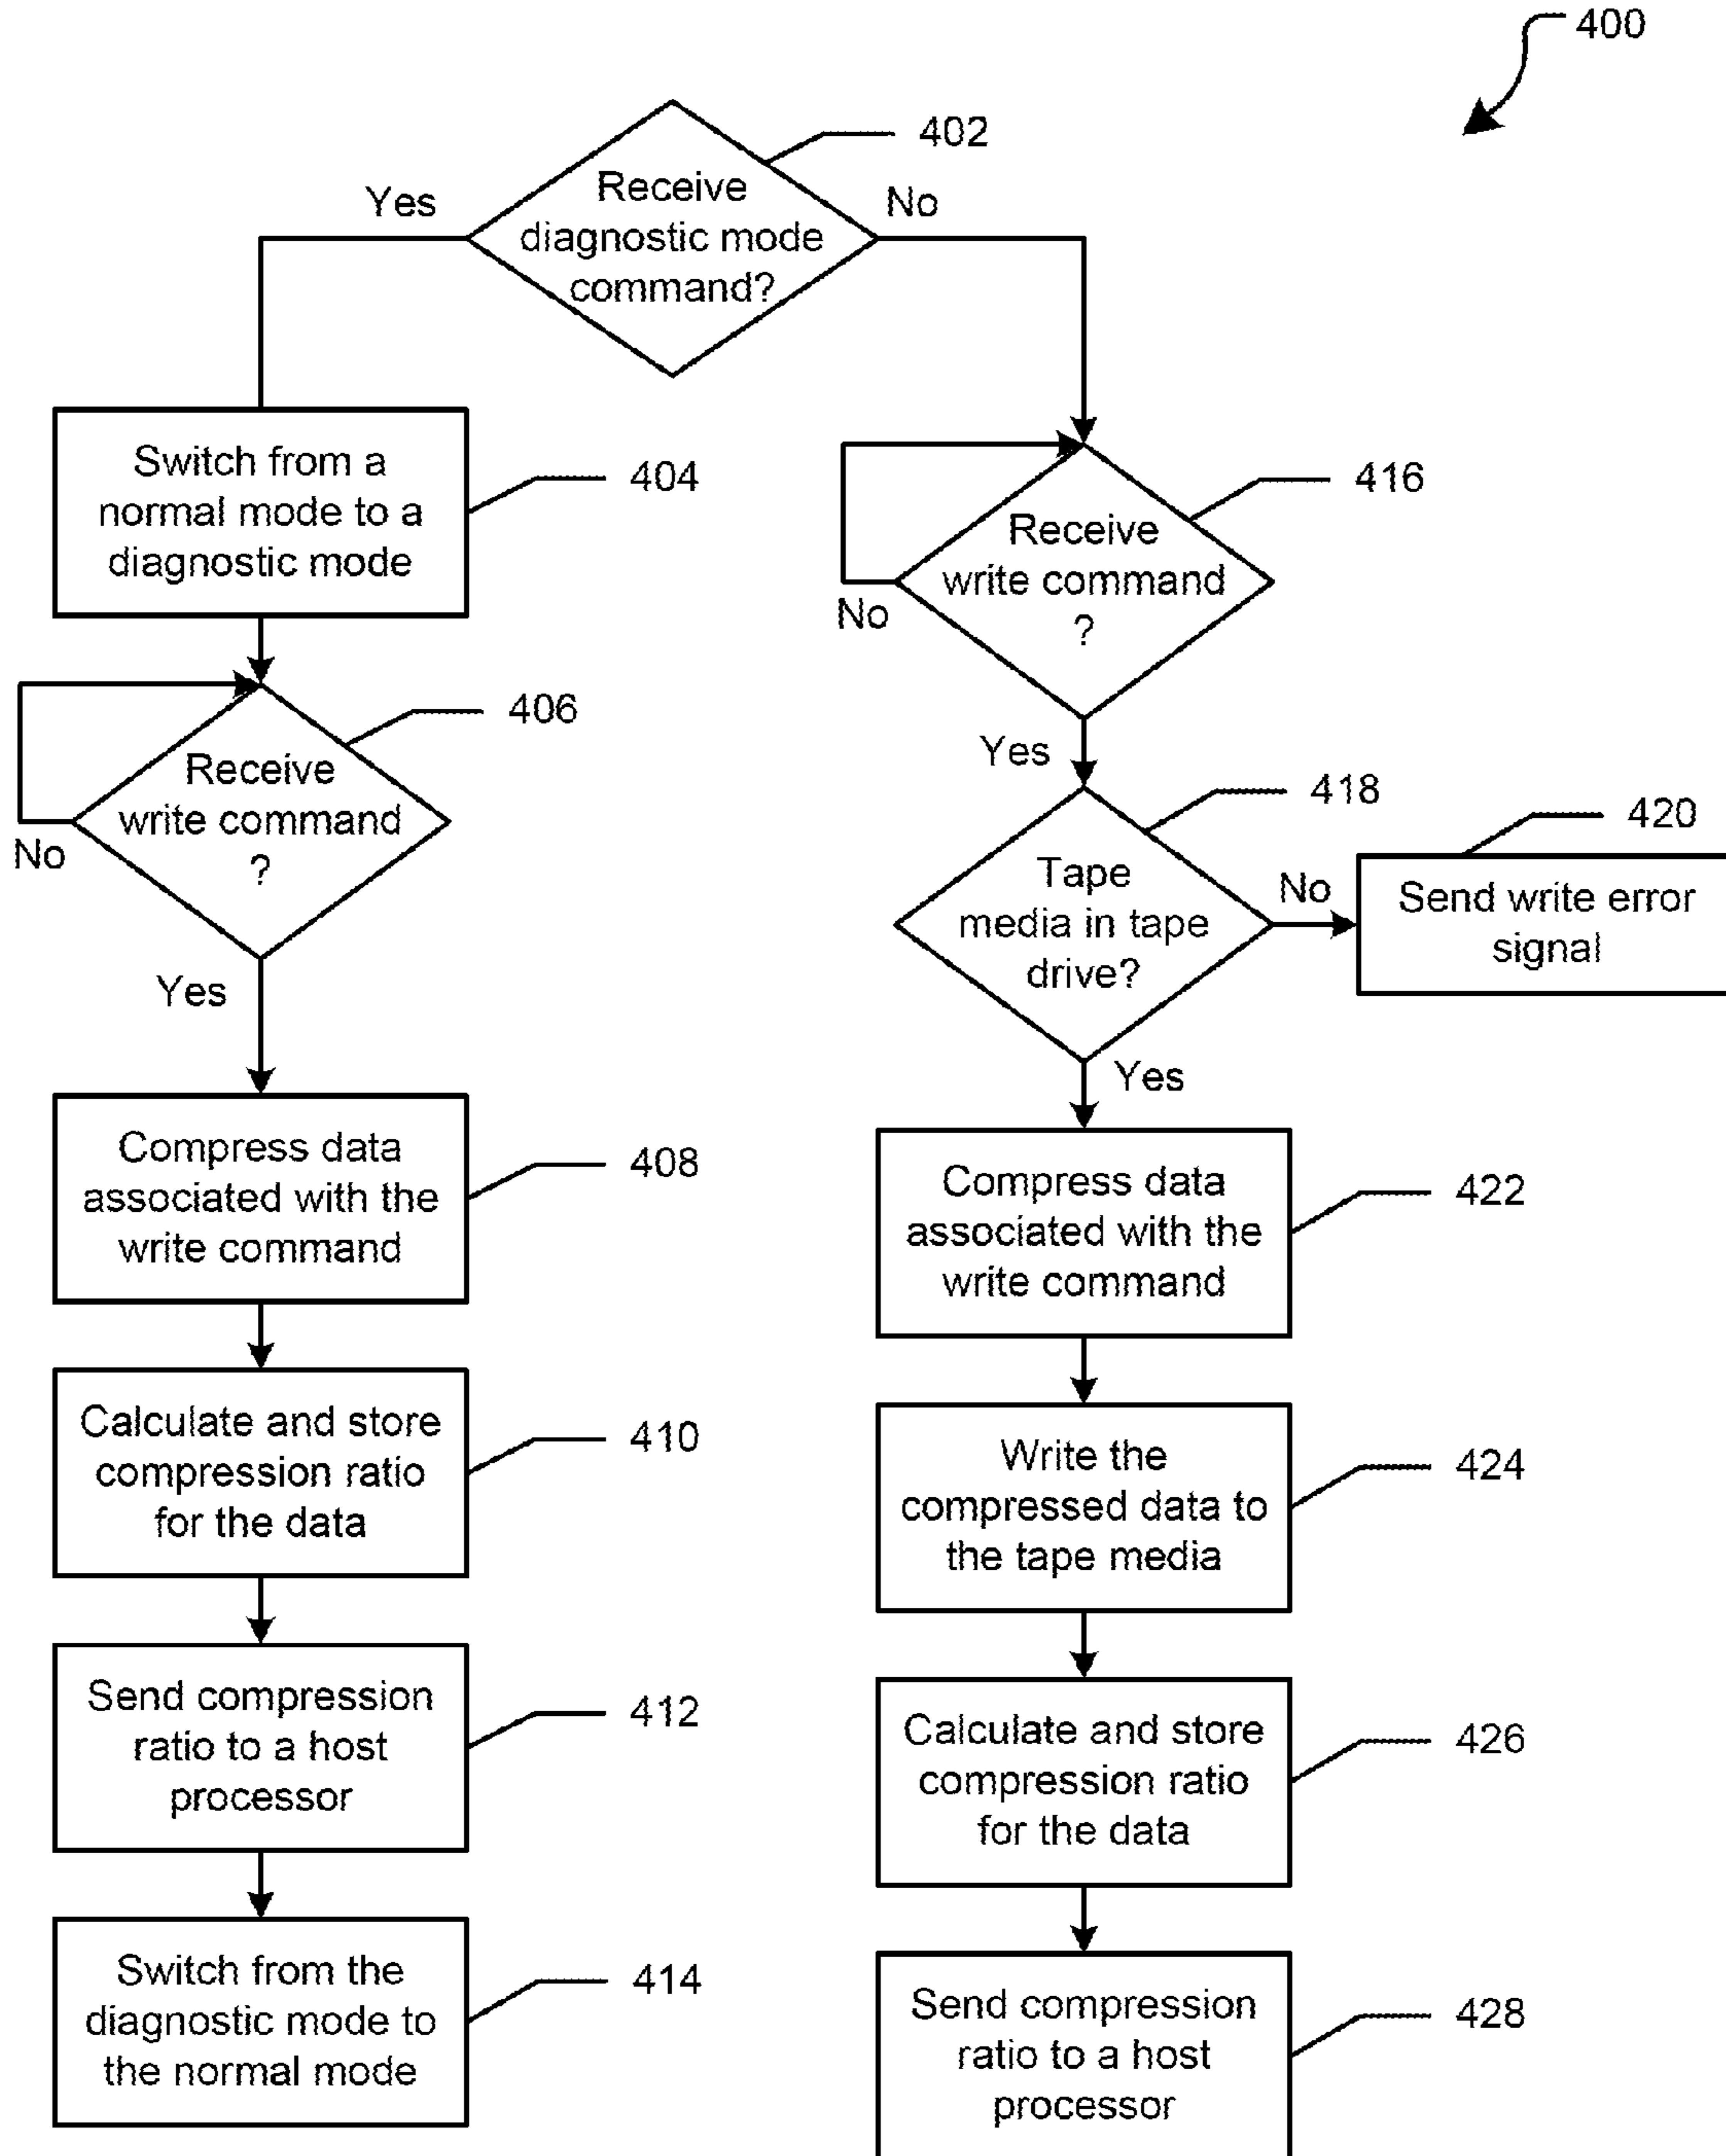 400
402
Receive
diagnostic mode
command?
Yes
No
Switch from a
normal mode to a
diagnostic mode
404
Receive
write command
?
406
No
Yes
Compress data
associated with the
write command
408
Calculate and store
compression ratio
for the data
410
Send compression
ratio to a host
processor
412
Switch from the
diagnostic mode to
the normal mode
414
Receive
write command
?
416
No
Yes
Tape
media in tape
drive?
418
No
Send write error
signal
420
Yes
Compress data
associated with the
write command
422
Write the
compressed data to
the tape media
424
Calculate and store
compression ratio
for the data
426
Send compression
ratio to a host
processor
428